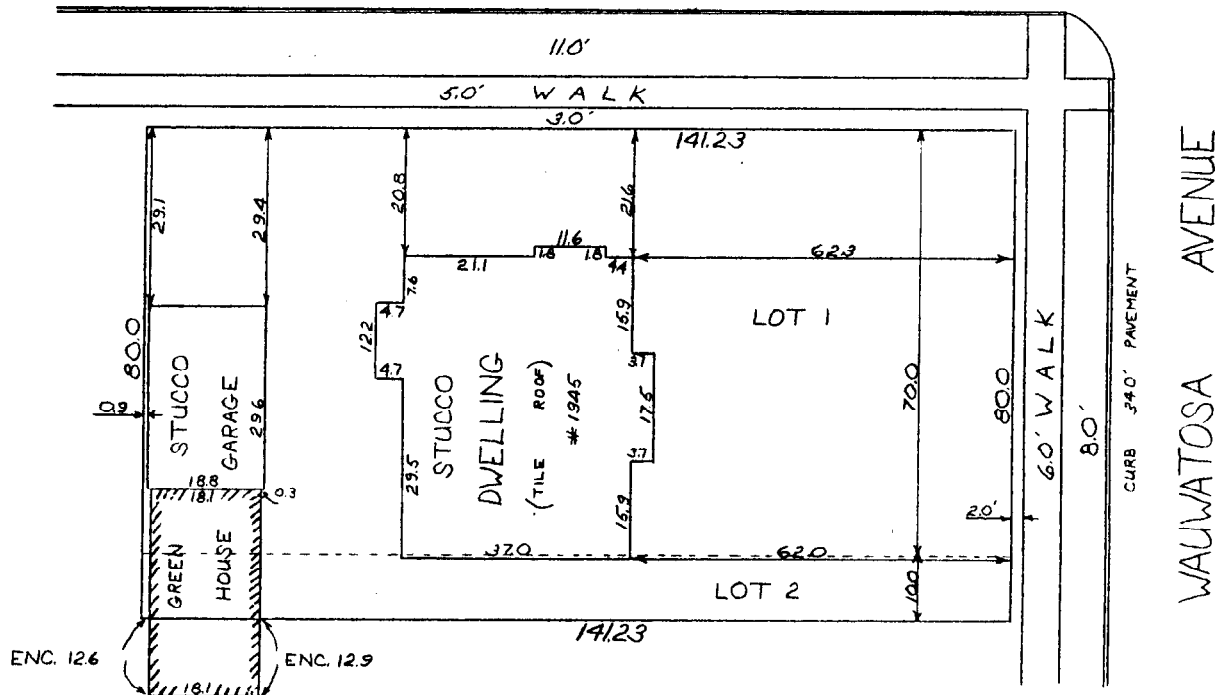 11.0'
5.0' WALK
3.0'
141.23
29.1
29.4
20.8
21.6
11.6
1.8
1.8
21.1
4.4
62.3
7.6
4.7
12.2
4.7
15.9
LOT 1
3.7
17.5
3.7
70.0
80.0
80.0
0.9
STUCCO
GARAGE
29.6
STUCCO
DWELLING
(TILE ROOF)
#1945
29.5
15.9
18.8
18.1
0.3
2.0'
6.0' WALK
8.0'
CURB 34.0' PAVEMENT
WAUWATOSA AVENUE
GREEN
HOUSE
37.0
62.0
10.0
LOT 2
141.23
ENC. 12.6
ENC. 12.9
18.1